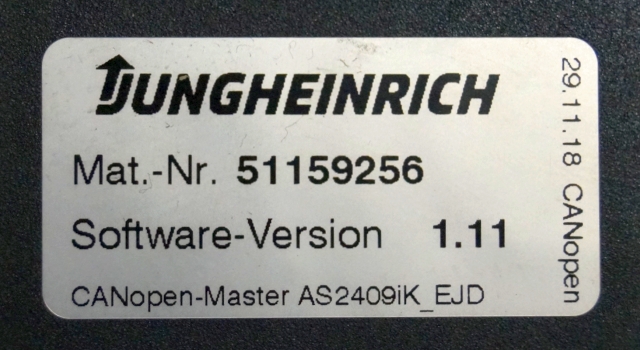 JUNGHEINRICH
Mat.-Nr. 51159256
Software-Version 1.11
CANopen-Master AS2409iK_EJD
29.11.18 CANopen